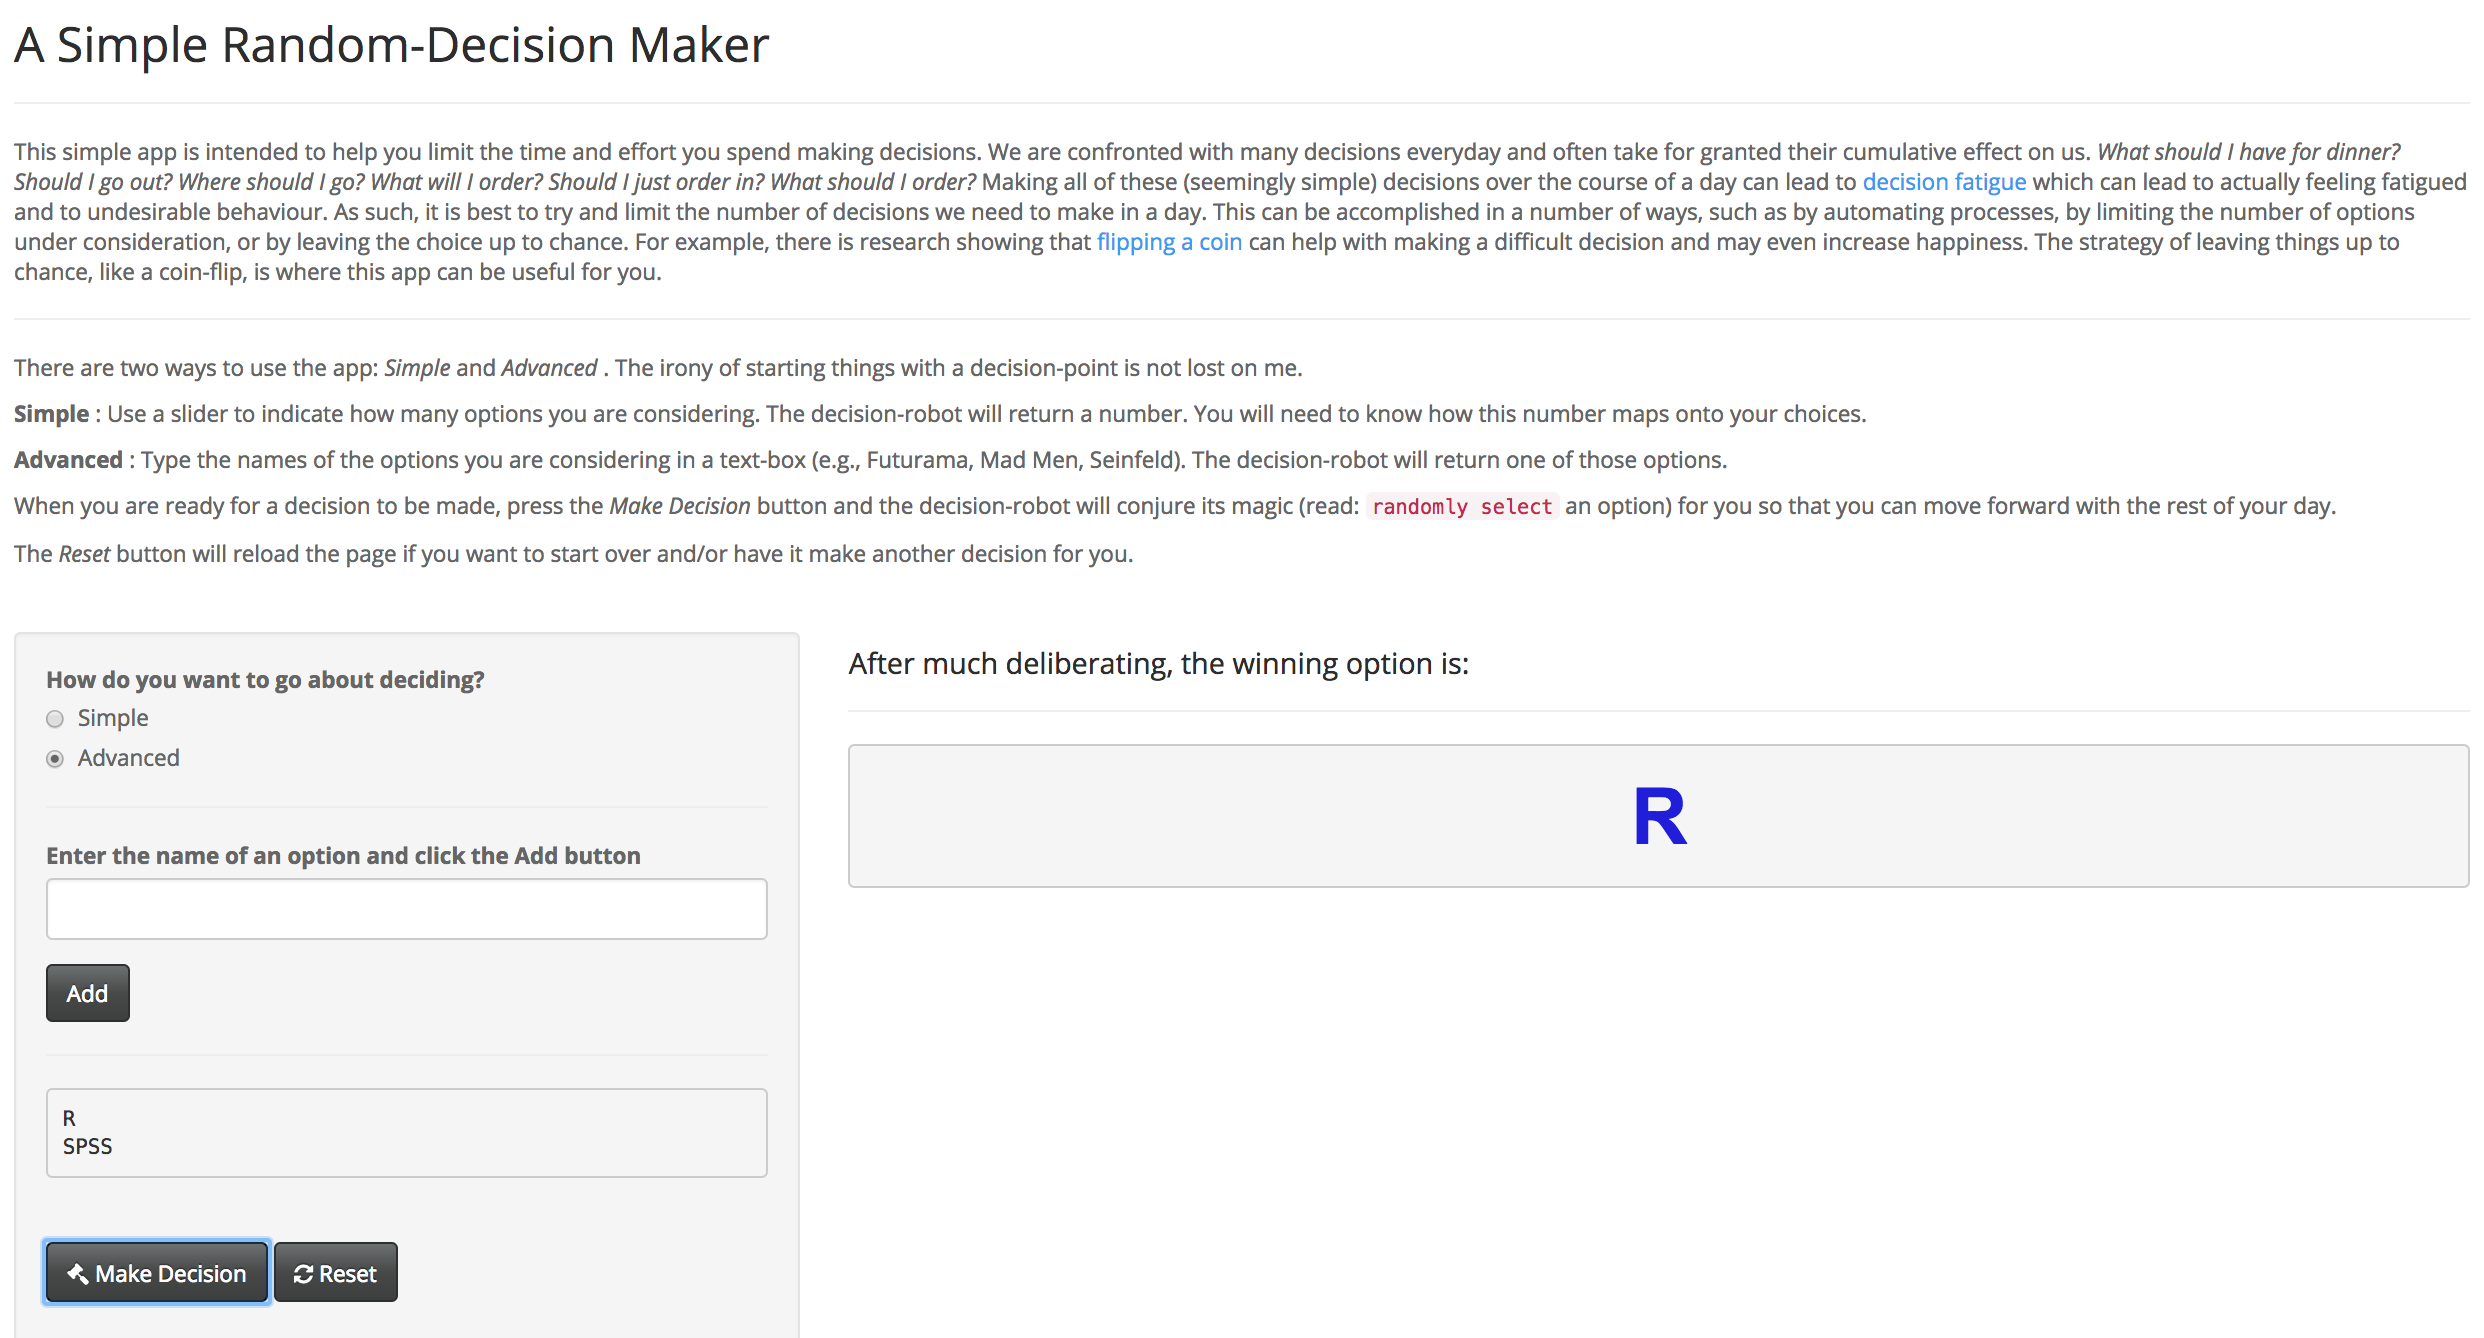 A Simple Random-Decision Maker
This simple app is intended to help you limit the time and effort you spend making decisions. We are confronted with many decisions everyday and often take for granted their cumulative effect on us. What should I have for dinner?
Should I go out? Where should I go? What will I order? Should I just order in? What should I order? Making all of these (seemingly simple) decisions over the course of a day can lead to decision fatigue which can lead to actually feeling fatigued
and to undesirable behaviour. As such, it is best to try and limit the number of decisions we need to make in a day. This can be accomplished in a number of ways, such as by automating processes, by limiting the number of options
under consideration, or by leaving the choice up to chance. For example, there is research showing that flipping a coin can help with making a difficult decision and may even increase happiness. The strategy of leaving things up to
chance, like a coin-flip, is where this app can be useful for you.
There are two ways to use the app: Simple and Advanced . The irony of starting things with a decision-point is not lost on me.
Simple : Use a slider to indicate how many options you are considering. The decision-robot will return a number. You will need to know how this number maps onto your choices.
Advanced : Type the names of the options you are considering in a text-box (e.g., Futurama, Mad Men, Seinfeld). The decision-robot will return one of those options.
When you are ready for a decision to be made, press the Make Decision button and the decision-robot will conjure its magic (read: randomly select an option) for you so that you can move forward with the rest of your day.
The Reset button will reload the page if you want to start over and/or have it make another decision for you.
How do you want to go about deciding?
Simple
Advanced
Enter the name of an option and click the Add button
Add
R
SPSS
Make Decision
Reset
After much deliberating, the winning option is:
R